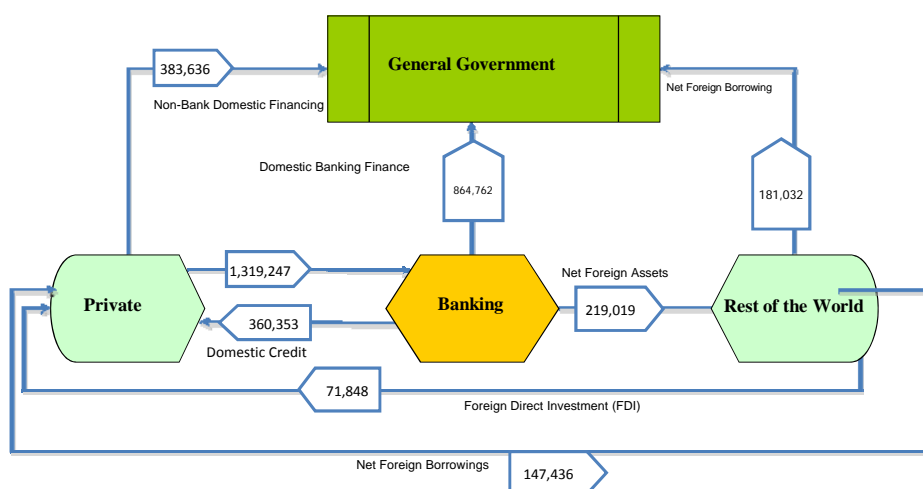 383,636
General Government
Net Foreign Borrowing
Non-Bank Domestic Financing
Domestic Banking Finance
864,762
181,032
1,319,247
Net Foreign Assets
Private
Banking
219,019
Rest of the World
360,353
Domestic Credit
71,848
Foreign Direct Investment (FDI)
Net Foreign Borrowings
147,436